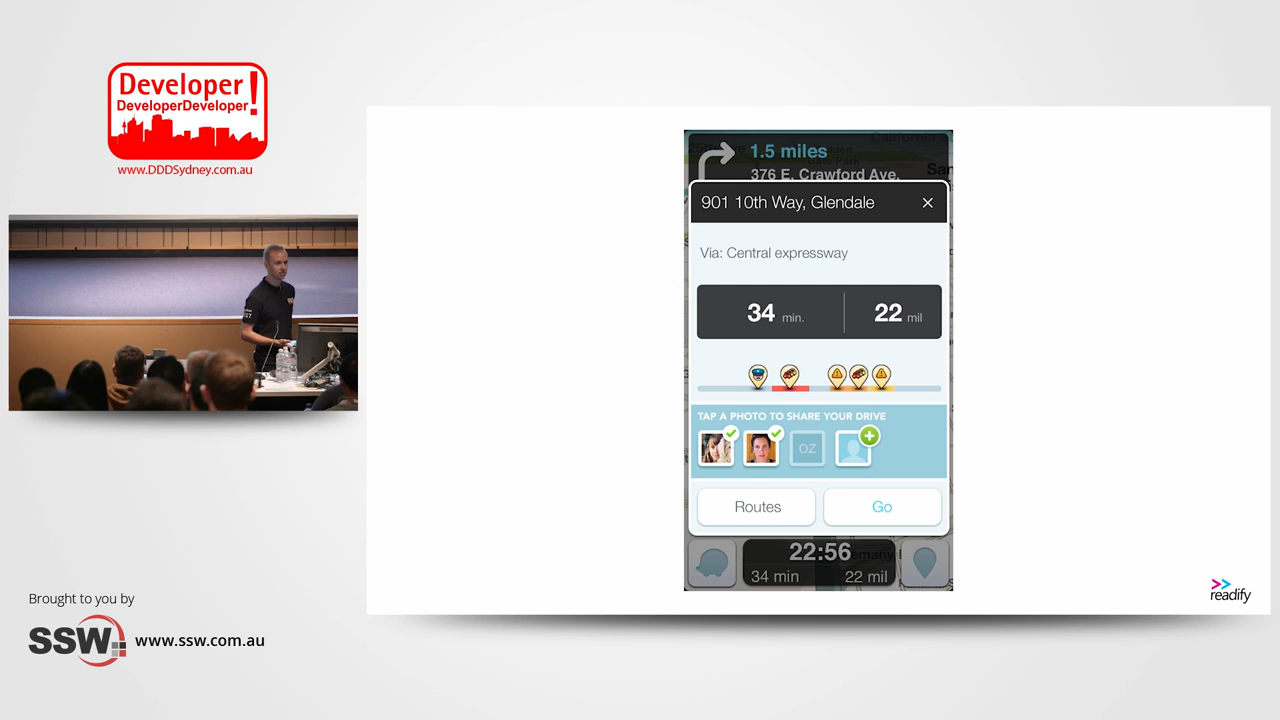 Developer!
DeveloperDeveloper
www.DDDSydney.com.au
1.5 miles
376 E. Crawford Ave.
901 10th Way, Glendale
Via: Central expressway
34 min.
22 mil
TAP A PHOTO TO SHARE YOUR DRIVE
OZ
Routes
Go
22:56
34 min
22 mil
readify
Brought to you by
SSW
www.ssw.com.au